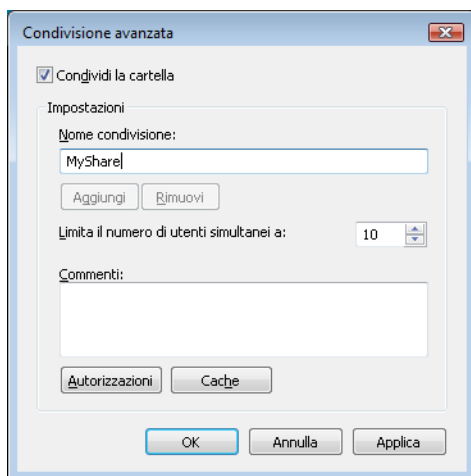 Condivisione avanzata
Condividi la cartella
Impostazioni
Nome condivisione:
MyShare
Aggiungi Rimuovi
Limita il numero di utenti simultanei a: 10
Commenti:
Autorizzazioni Cache
OK Annulla Applica